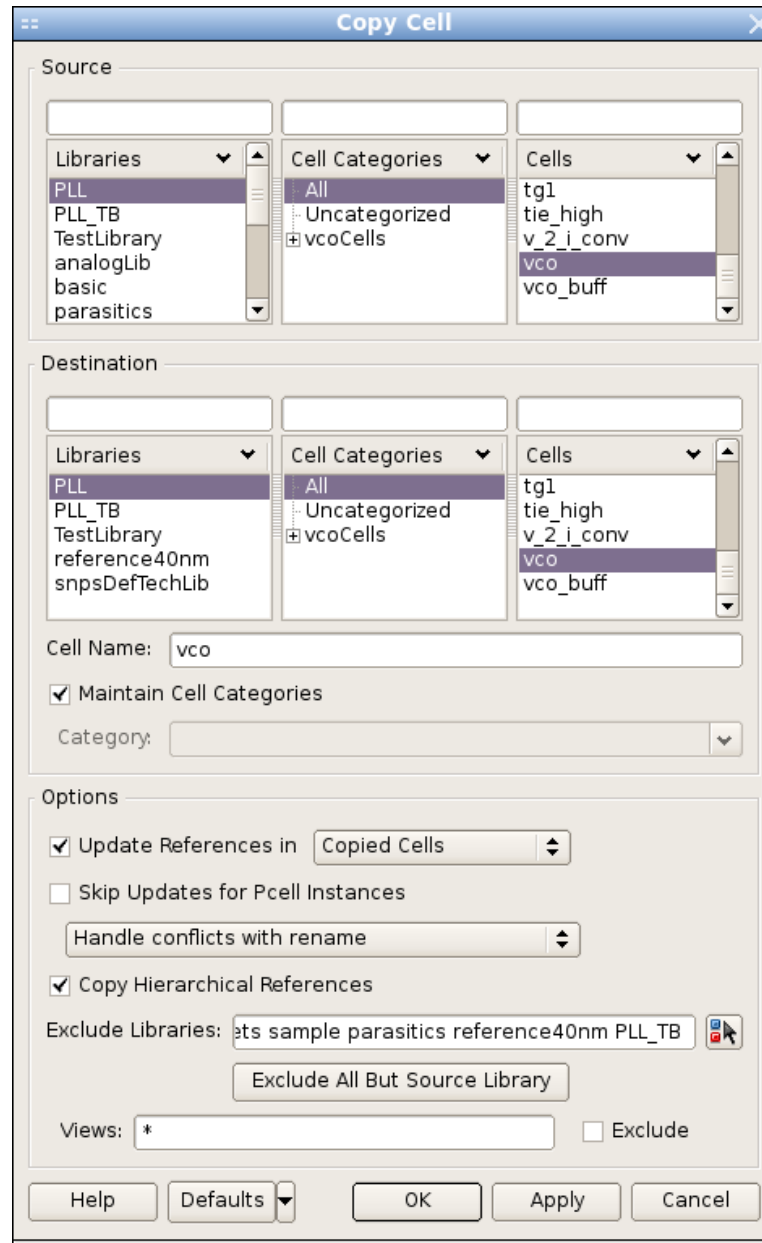 Copy Cell
Source
Libraries
PLL
PLL_TB
TestLibrary
analogLib
basic
parasitics
Cell Categories
All
Uncategorized
vcoCells
Cells
tg1
tie_high
v_2_i_conv
vco
vco_buff
Destination
Libraries
PLL
PLL_TB
TestLibrary
reference40nm
snpsDefTechLib
Cell Categories
All
Uncategorized
vcoCells
Cells
tg1
tie_high
v_2_i_conv
vco
vco_buff
Cell Name: vco
Maintain Cell Categories
Category:
Options
Update References in Copied Cells
Skip Updates for Pcell Instances
Handle conflicts with rename
Copy Hierarchical References
Exclude Libraries: ets sample parasitics reference40nm PLL_TB
Exclude All But Source Library
Views: * Exclude
Help Defaults OK Apply Cancel